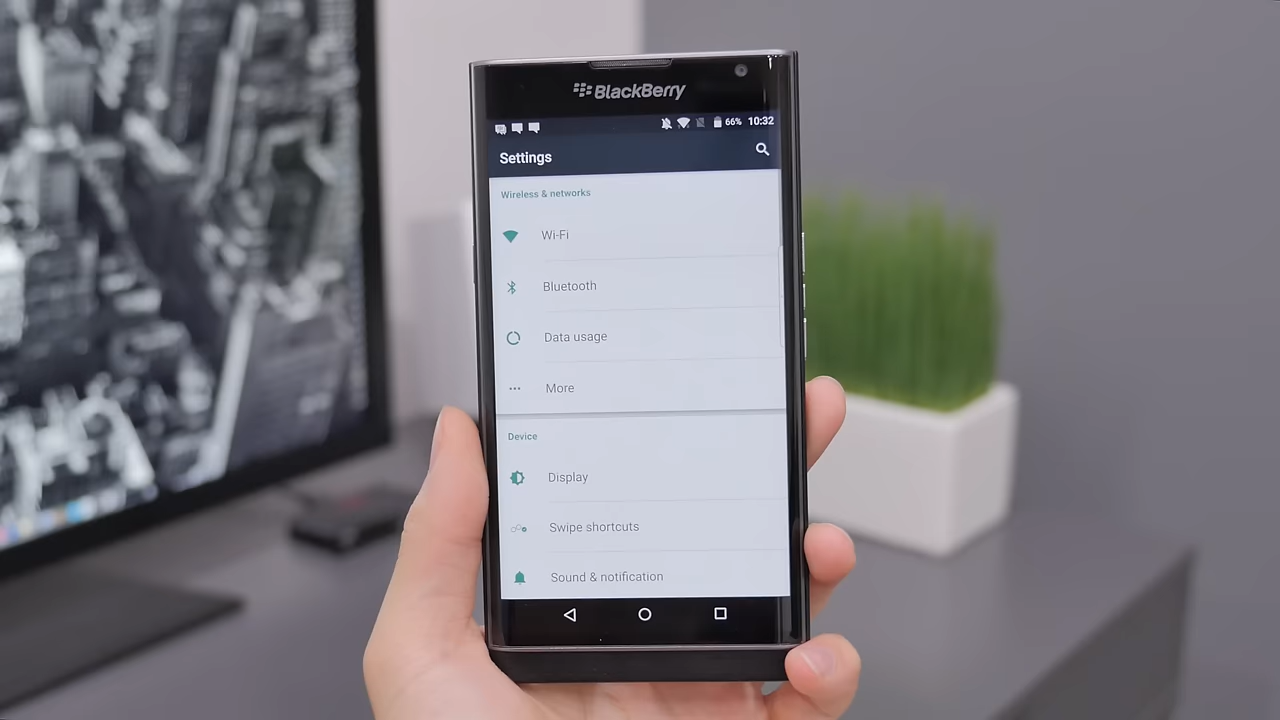 BlackBerry
66% 10:32
Settings
Wireless & networks
Wi-Fi
Bluetooth
Data usage
More
Device
Display
Swipe shortcuts
Sound & notification